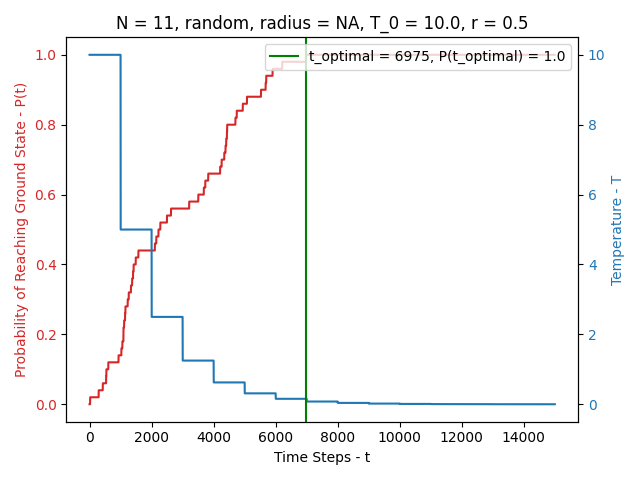 N = 11, random, radius = NA, T_0 = 10.0, r = 0.5
t_optimal = 6975, P(t_optimal) = 1.0
Probability of Reaching Ground State - P(t)
1.0
0.8
0.6
0.4
0.2
0.0
10
8
6
4
2
0
Temperature - T
0 2000 4000 6000 8000 10000 12000 14000
Time Steps - t